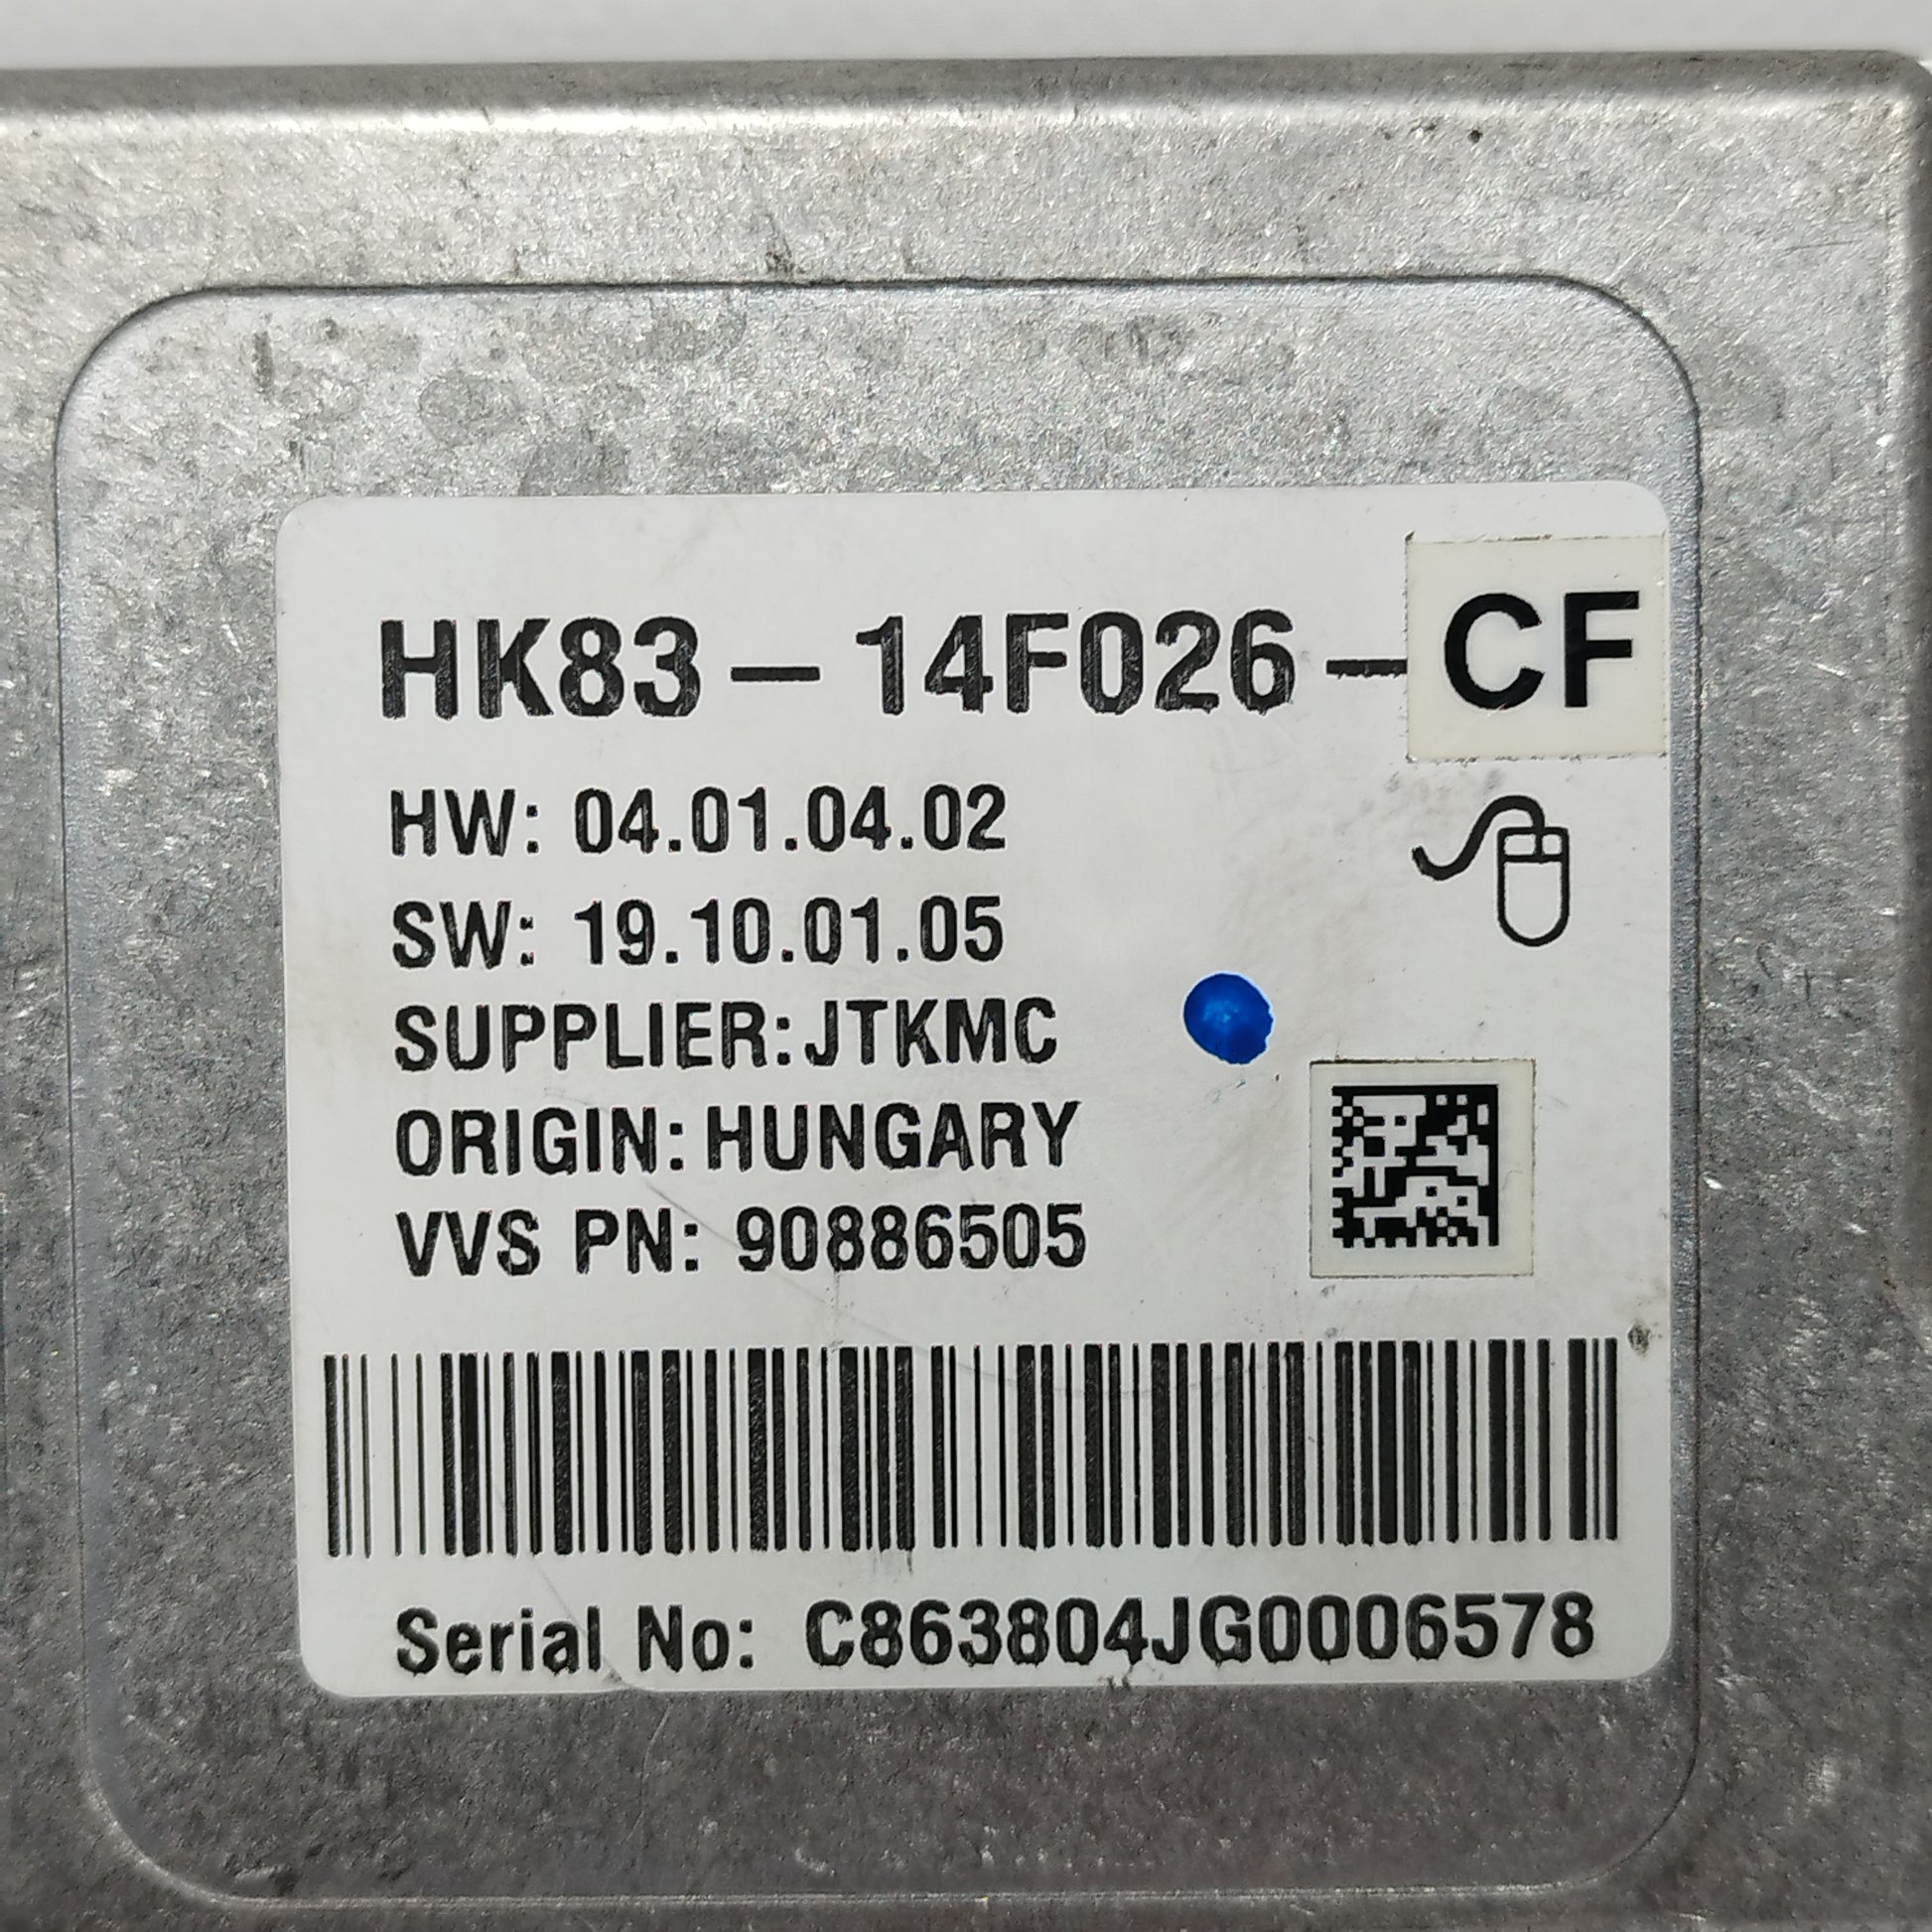 HK83-14F026-CF
HW: 04.01.04.02
SW: 19.10.01.05
SUPPLIER:JTKMC
ORIGIN:HUNGARY
VVS PN: 90886505
Serial No: C863804JG0006578